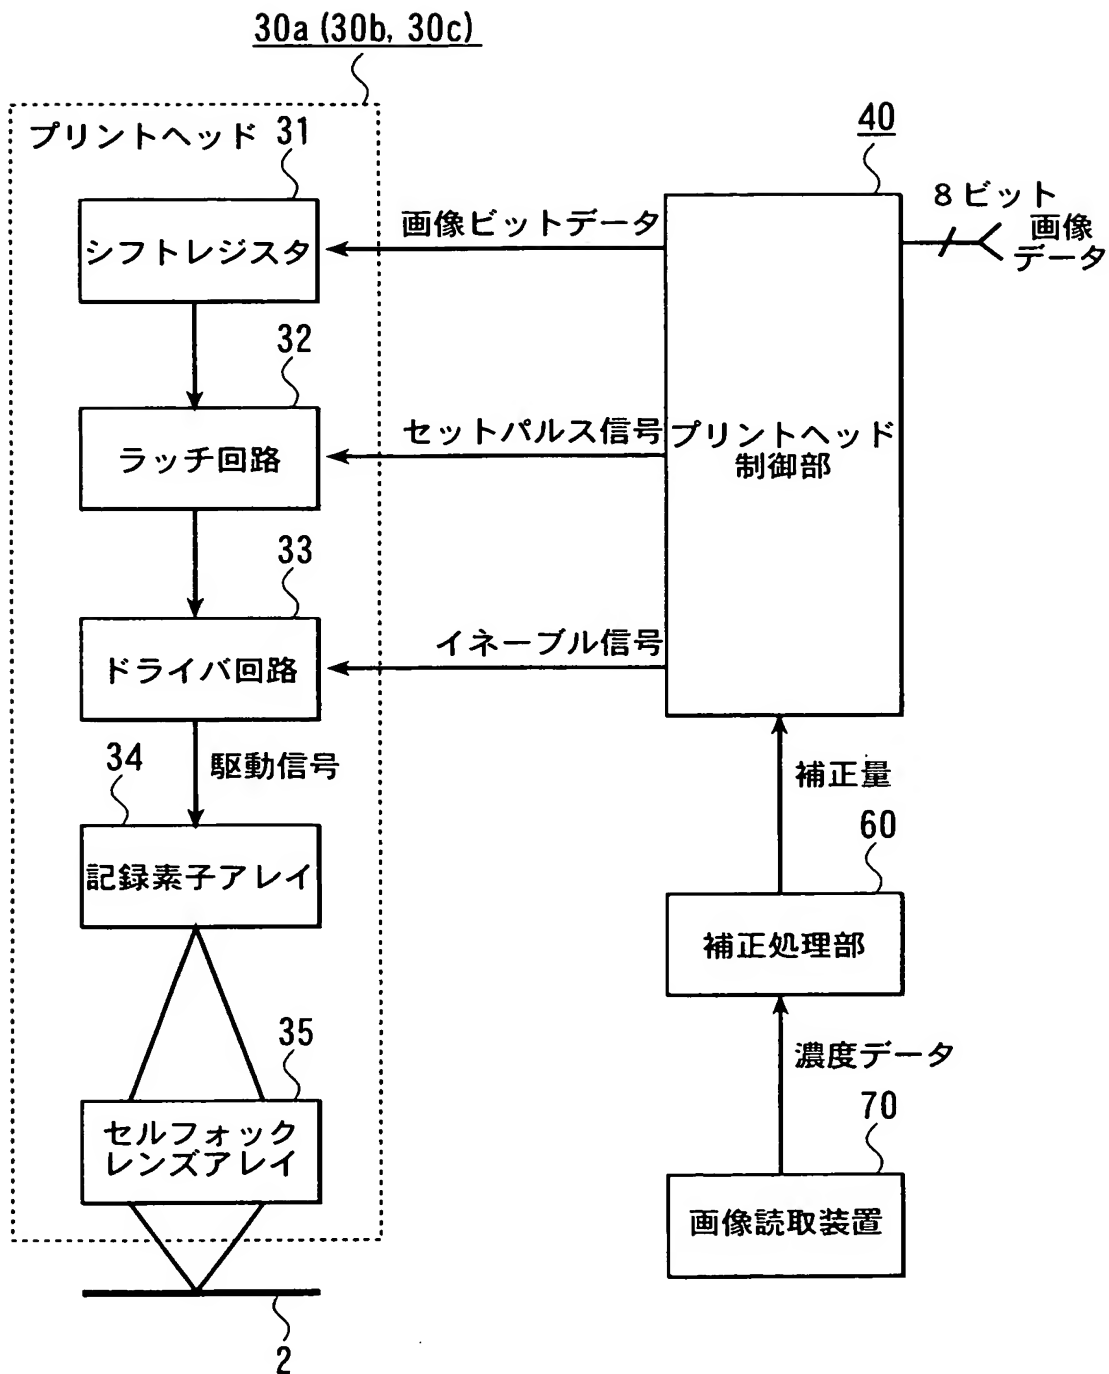 30a (30b, 30c)
プリントヘッド 31
シフトレジスタ
32
ラッチ回路
33
ドライバ回路
34
駆動信号
記録素子アレイ
35
セルフォック
レンズアレイ
2
画像ビットデータ
セットパルス信号
イネーブル信号
40
プリントヘッド
制御部
8ビット
画像
データ
補正量
60
補正処理部
濃度データ
70
画像読取装置